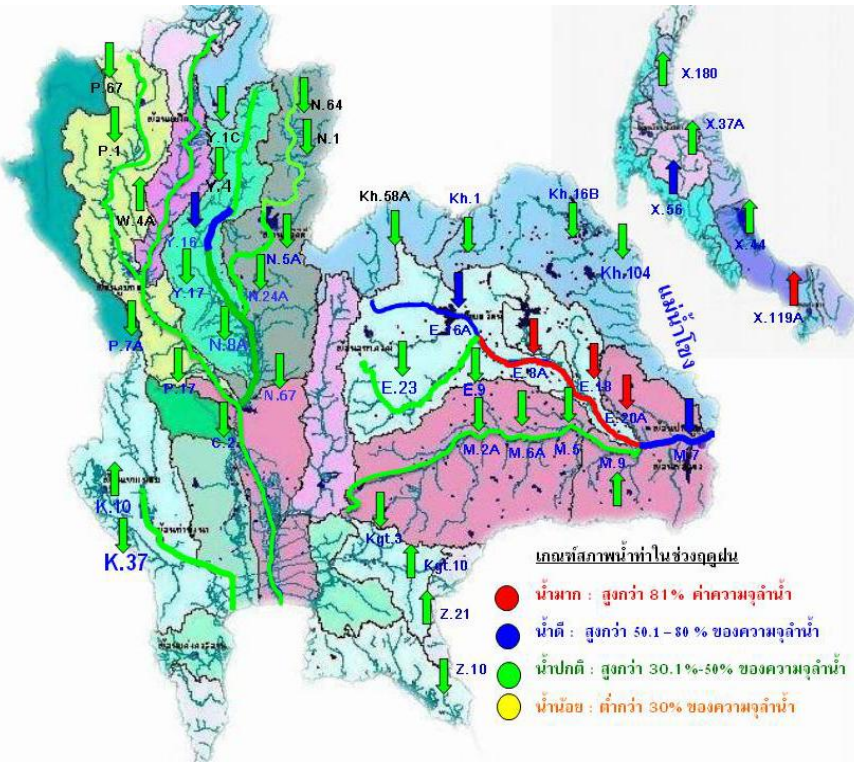 X.180
P.67
N.64
X.37A
Y.1C
N.1
P.1
Y.4
Kh.58A
Kh.1
Kh.16B
W.4A
X.56
Y.16
X.44
N.5A
Kh.104
Y.17
N.24A
แม่น้ำโขง
X.119A
E.16A
P.7A
N.8A
E.8A
P.17
N.67
E.23
E.9
E.18
E.20A
C.2
M.2A
M.6A
M.5
M.9
M.7
K.10
K.37
Kgt.3
Kgt.10
Z.21
Z.10
เกณฑ์สภาพน้ำท่าในช่วงฤดูฝน
น้ำมาก : สูงกว่า 81% ค่าความจุลำน้ำ
น้ำดี : สูงกว่า 50.1 – 80 % ของความจุลำน้ำ
น้ำปกติ : สูงกว่า 30.1%-50% ของความจุลำน้ำ
น้ำน้อย : ต่ำกว่า 30% ของความจุลำน้ำ